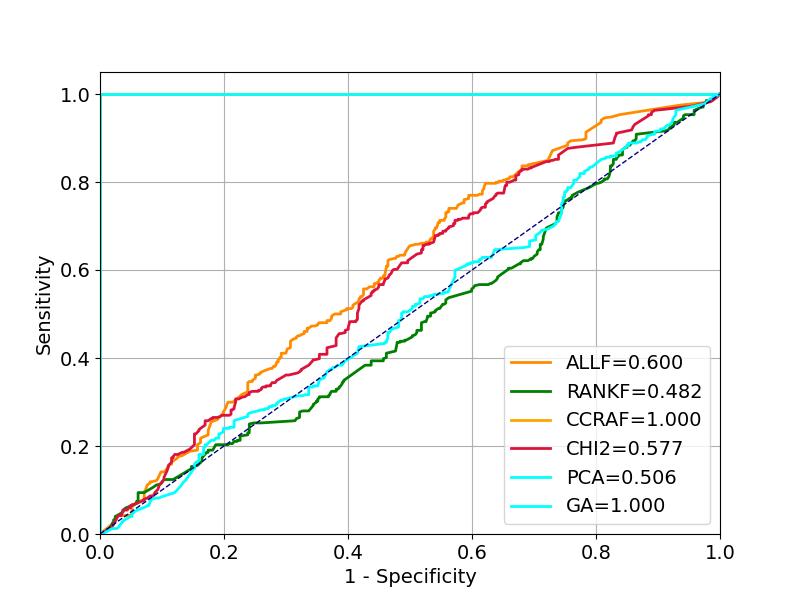 1.0
0.8
0.6
0.4
0.2
0.0
Sensitivity
ALLF=0.600
RANKF=0.482
CCRAF=1.000
CHI2=0.577
PCA=0.506
GA=1.000
0.0 0.2 0.4 0.6 0.8 1.0
1 - Specificity